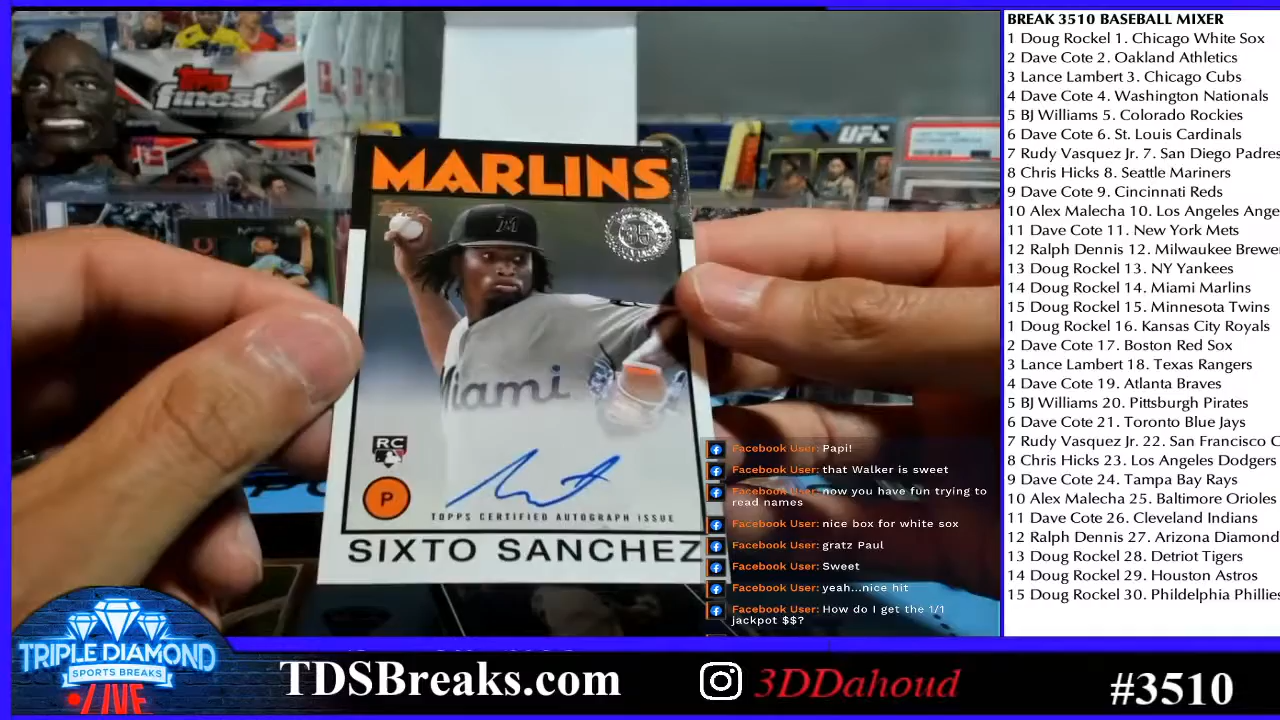 BREAK 3510 BASEBALL MIXER
1 Doug Rockel 1. Chicago White Sox
2 Dave Cote 2. Oakland Athletics
3 Lance Lambert 3. Chicago Cubs
4 Dave Cote 4. Washington Nationals
5 BJ Williams 5. Colorado Rockies
6 Dave Cote 6. St. Louis Cardinals
7 Rudy Vasquez Jr. 7. San Diego Padres
8 Chris Hicks 8. Seattle Mariners
9 Dave Cote 9. Cincinnati Reds
10 Alex Malecha 10. Los Angeles Ange
11 Dave Cote 11. New York Mets
12 Ralph Dennis 12. Milwaukee Brewe
13 Doug Rockel 13. NY Yankees
14 Doug Rockel 14. Miami Marlins
15 Doug Rockel 15. Minnesota Twins
1 Doug Rockel 16. Kansas City Royals
2 Dave Cote 17. Boston Red Sox
3 Lance Lambert 18. Texas Rangers
4 Dave Cote 19. Atlanta Braves
5 BJ Williams 20. Pittsburgh Pirates
6 Dave Cote 21. Toronto Blue Jays
7 Rudy Vasquez Jr. 22. San Francisco G
8 Chris Hicks 23. Los Angeles Dodgers
9 Dave Cote 24. Tampa Bay Rays
10 Alex Malecha 25. Baltimore Orioles
11 Dave Cote 26. Cleveland Indians
12 Ralph Dennis 27. Arizona Diamond
13 Doug Rockel 28. Detriot Tigers
14 Doug Rockel 29. Houston Astros
15 Doug Rockel 30. Phildelphia Phillies
Topps
finest
UFC
MARLINS
Topps
35
Miami
RC
P
TOPPS CERTIFIED AUTOGRAPH ISSUE
SIXTO SANCHEZ
Facebook User: Papi!
Facebook User: that Walker is sweet
Facebook User: now you have fun trying to
read names
Facebook User: nice box for white sox
Facebook User: gratz Paul
Facebook User: Sweet
Facebook User: yeah...nice hit
Facebook User: How do I get the 1/1
jackpot $$?
TRIPLE DIAMOND
SPORTS BREAKS
LIVE
TDSBreaks.com
3DDahoud
#3510